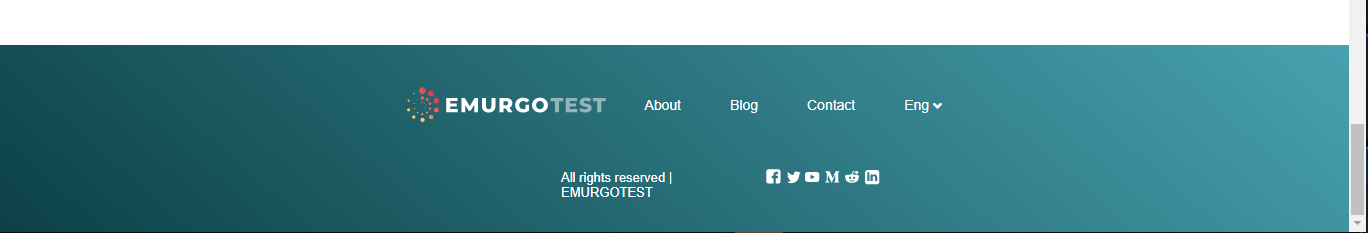 EMURGOTEST About Blog Contact Eng
All rights reserved |
EMURGOTEST